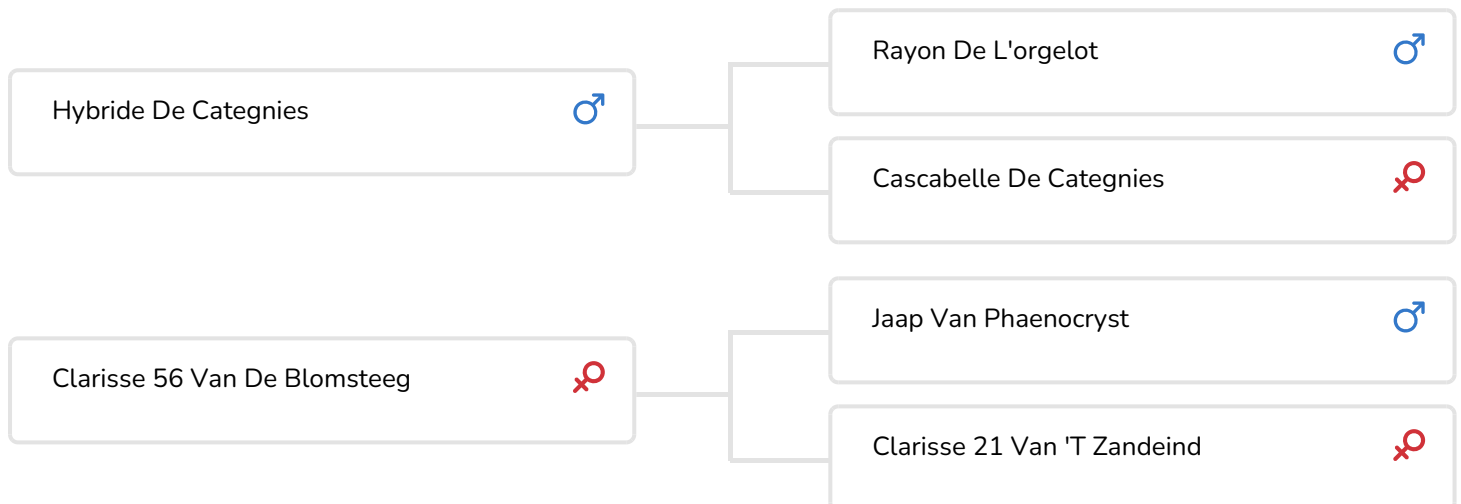 Rayon De L'orgelot
Hybride De Categnies
Cascabelle De Categnies
Jaap Van Phaenocryst
Clarisse 56 Van De Blomsteeg
Clarisse 21 Van 'T Zandeind